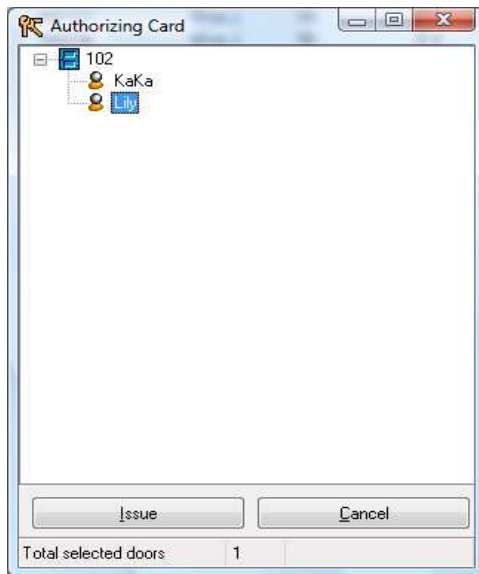 Authorizing Card
102
KaKa
Lily
Issue
Cancel
Total selected doors 1